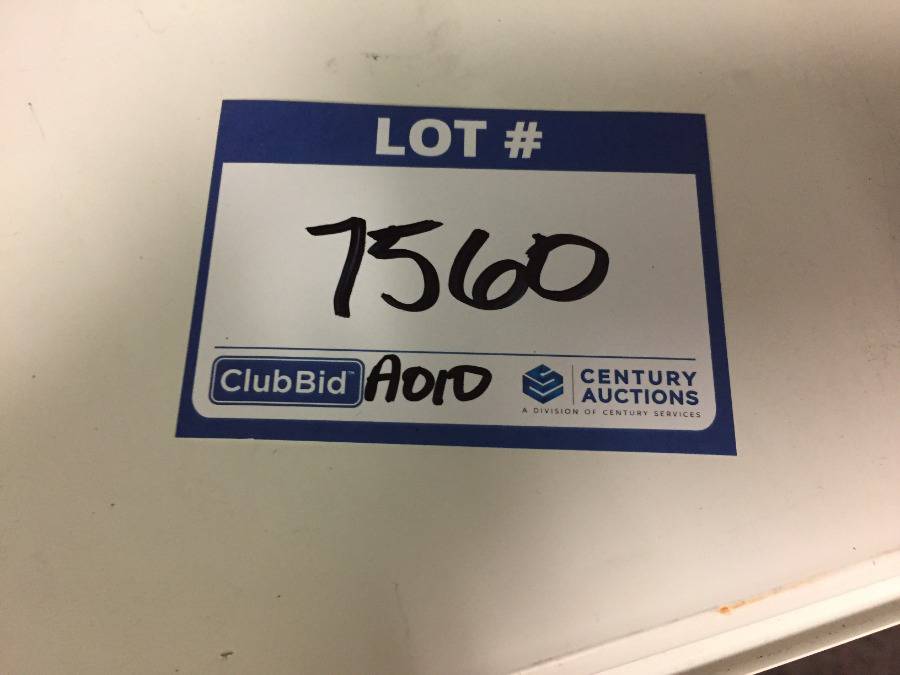 LOT #
7560
ClubBid™ A010 CENTURY
AUCTIONS
A DIVISION OF CENTURY SERVICES